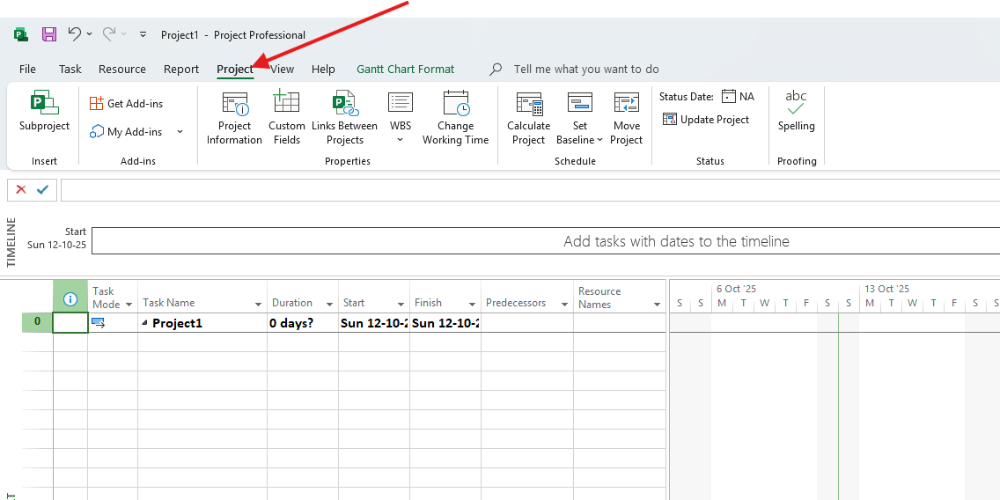 Project1 - Project Professional
File Task Resource Report Project View Help Gantt Chart Format Tell me what you want to do
Subproject
Insert
Get Add-ins
My Add-ins
Add-ins
Project Information
Custom Fields
Links Between Projects
WBS
Change Working Time
Properties
Calculate Project
Set Baseline
Move Project
Schedule
Status Date: NA
Update Project
Status
abc
Spelling
Proofing
TIMELINE
Start
Sun 12-10-25
Add tasks with dates to the timeline
Task Mode Task Name Duration Start Finish Predecessors Resource Names
6 Oct '25 13 Oct '25
S S M T W T F S S M T W T F S S
0 Project1 0 days? Sun 12-10-2 Sun 12-10-2